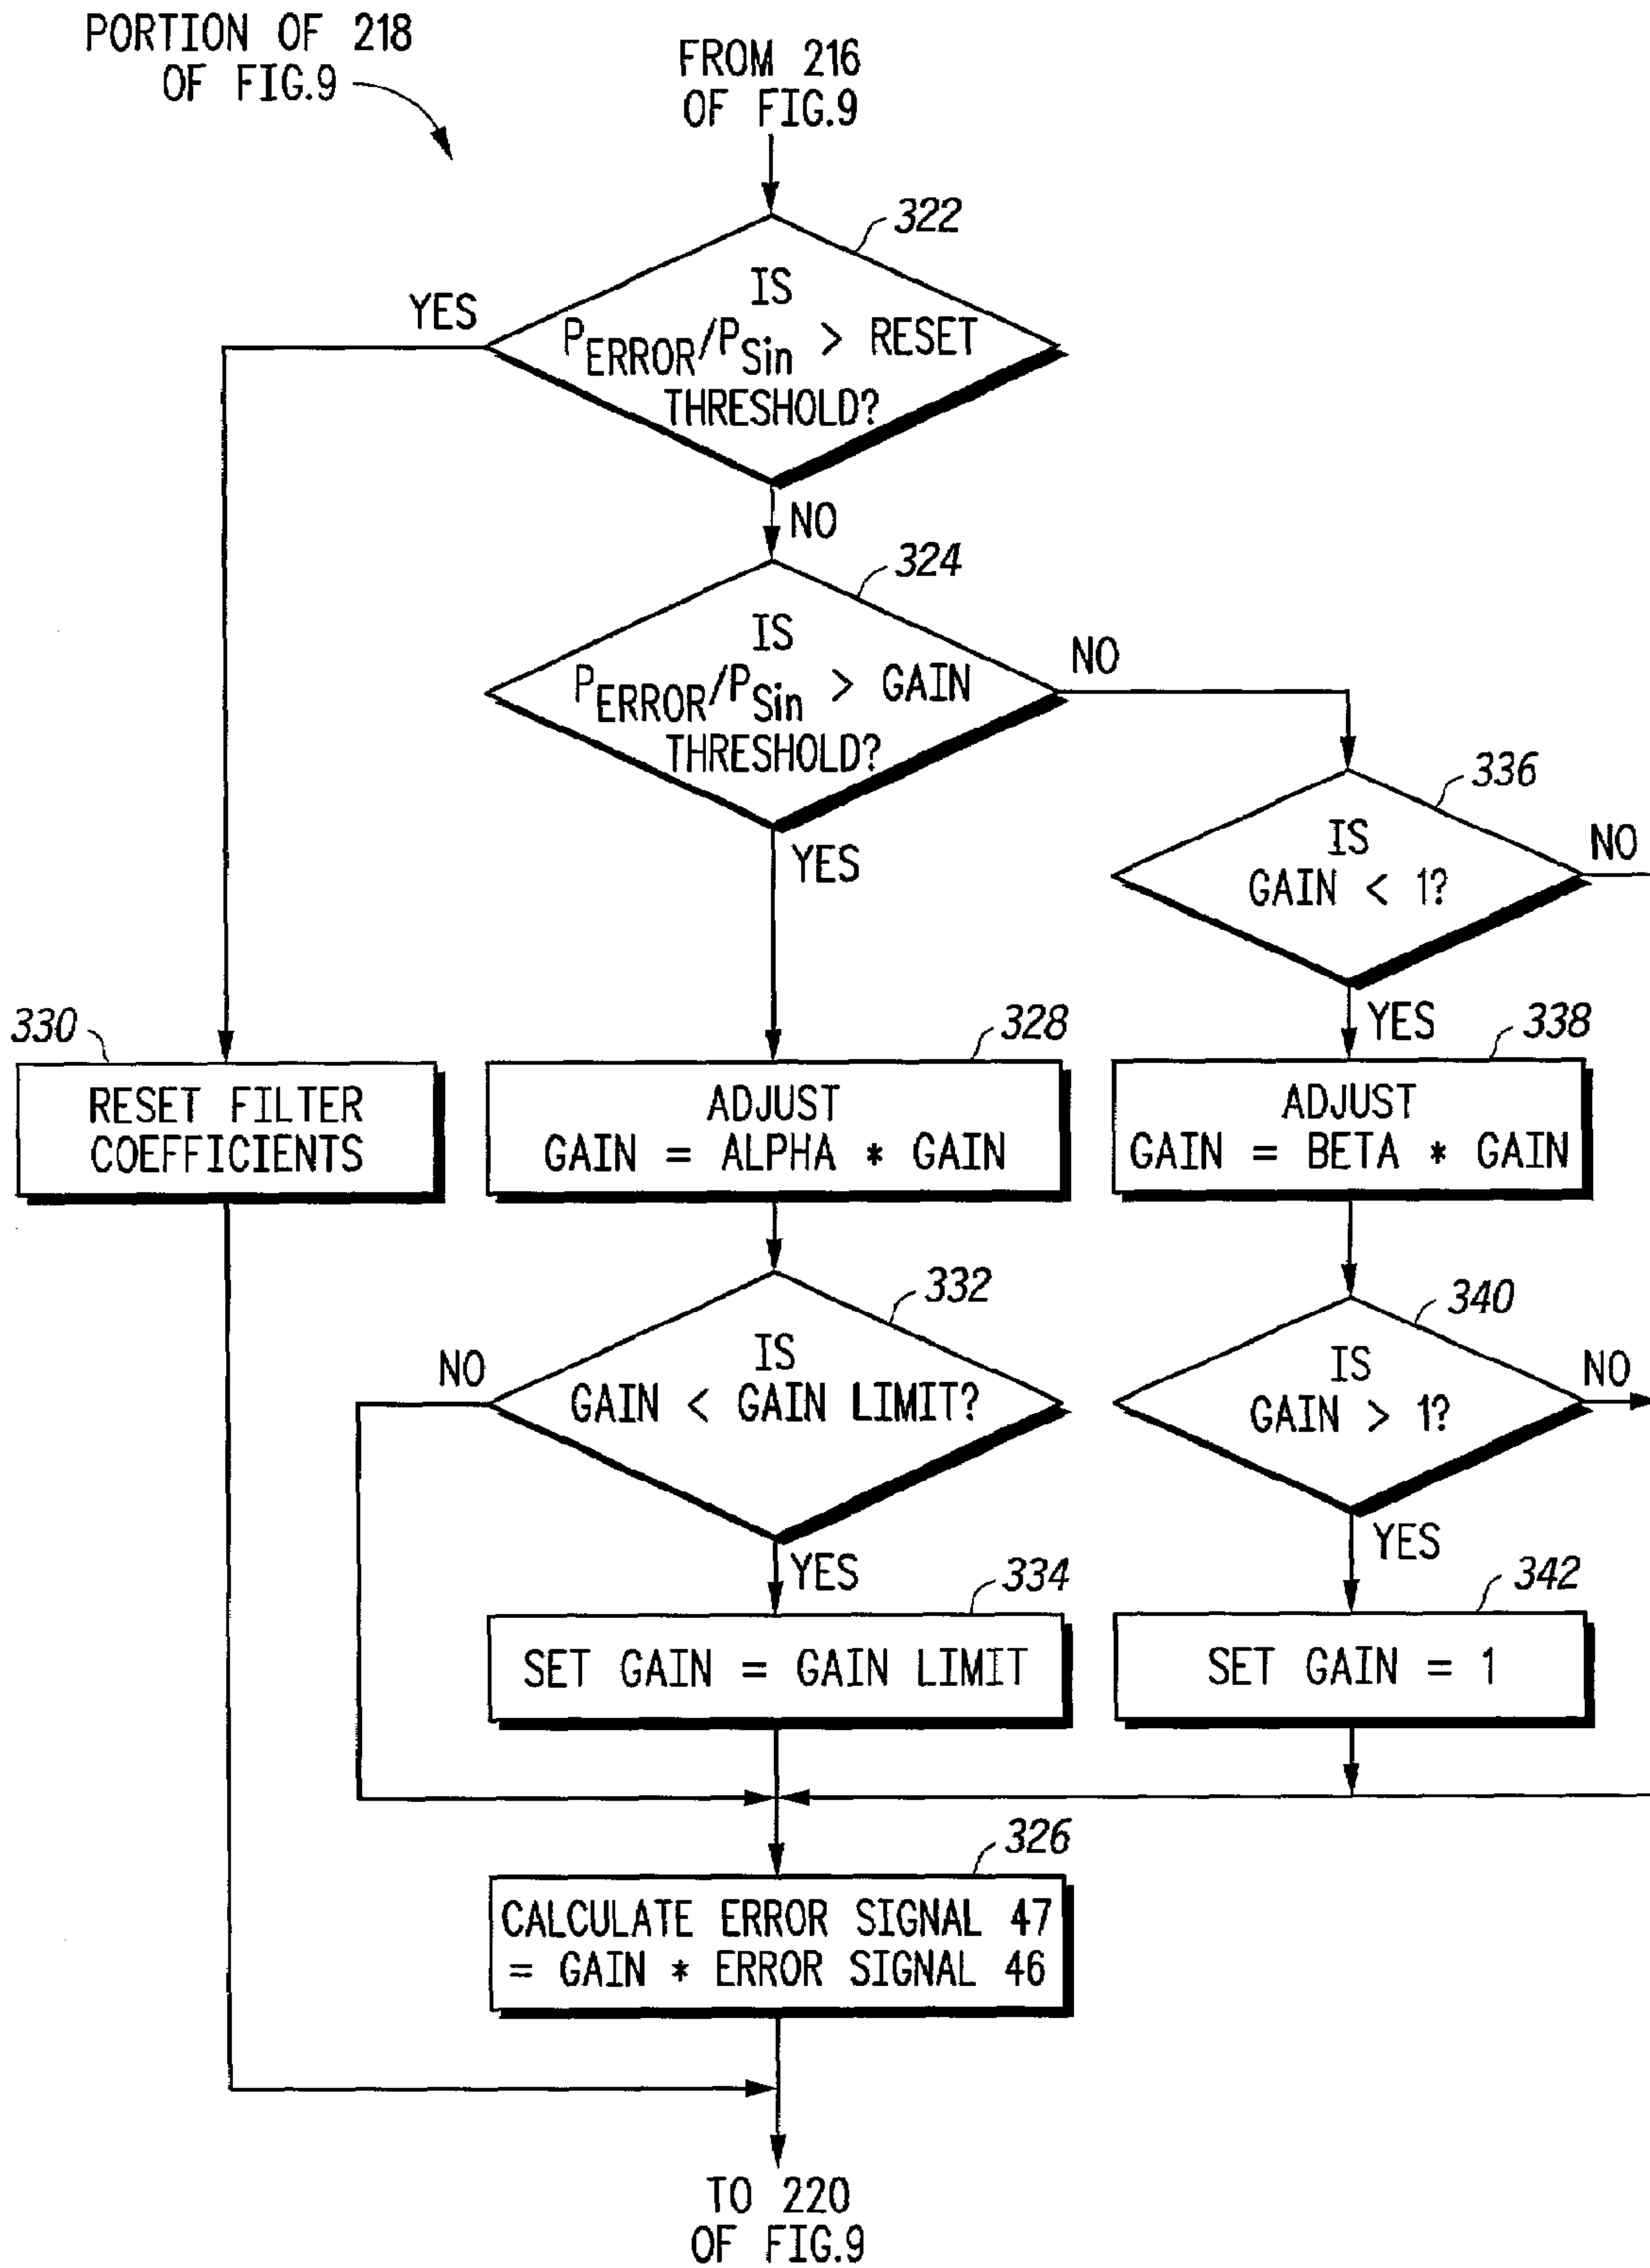 PORTION OF 218
OF FIG.9
FROM 216
OF FIG.9
322
IS
PERROR/PSin > RESET
THRESHOLD?
YES
NO
324
IS
PERROR/PSin > GAIN
THRESHOLD?
NO
YES
336
IS
GAIN < 1?
NO
YES
330
RESET FILTER
COEFFICIENTS
328
ADJUST
GAIN = ALPHA * GAIN
338
ADJUST
GAIN = BETA * GAIN
332
IS
GAIN < GAIN LIMIT?
NO
YES
340
IS
GAIN > 1?
NO
YES
334
SET GAIN = GAIN LIMIT
342
SET GAIN = 1
326
CALCULATE ERROR SIGNAL 47
= GAIN * ERROR SIGNAL 46
TO 220
OF FIG.9